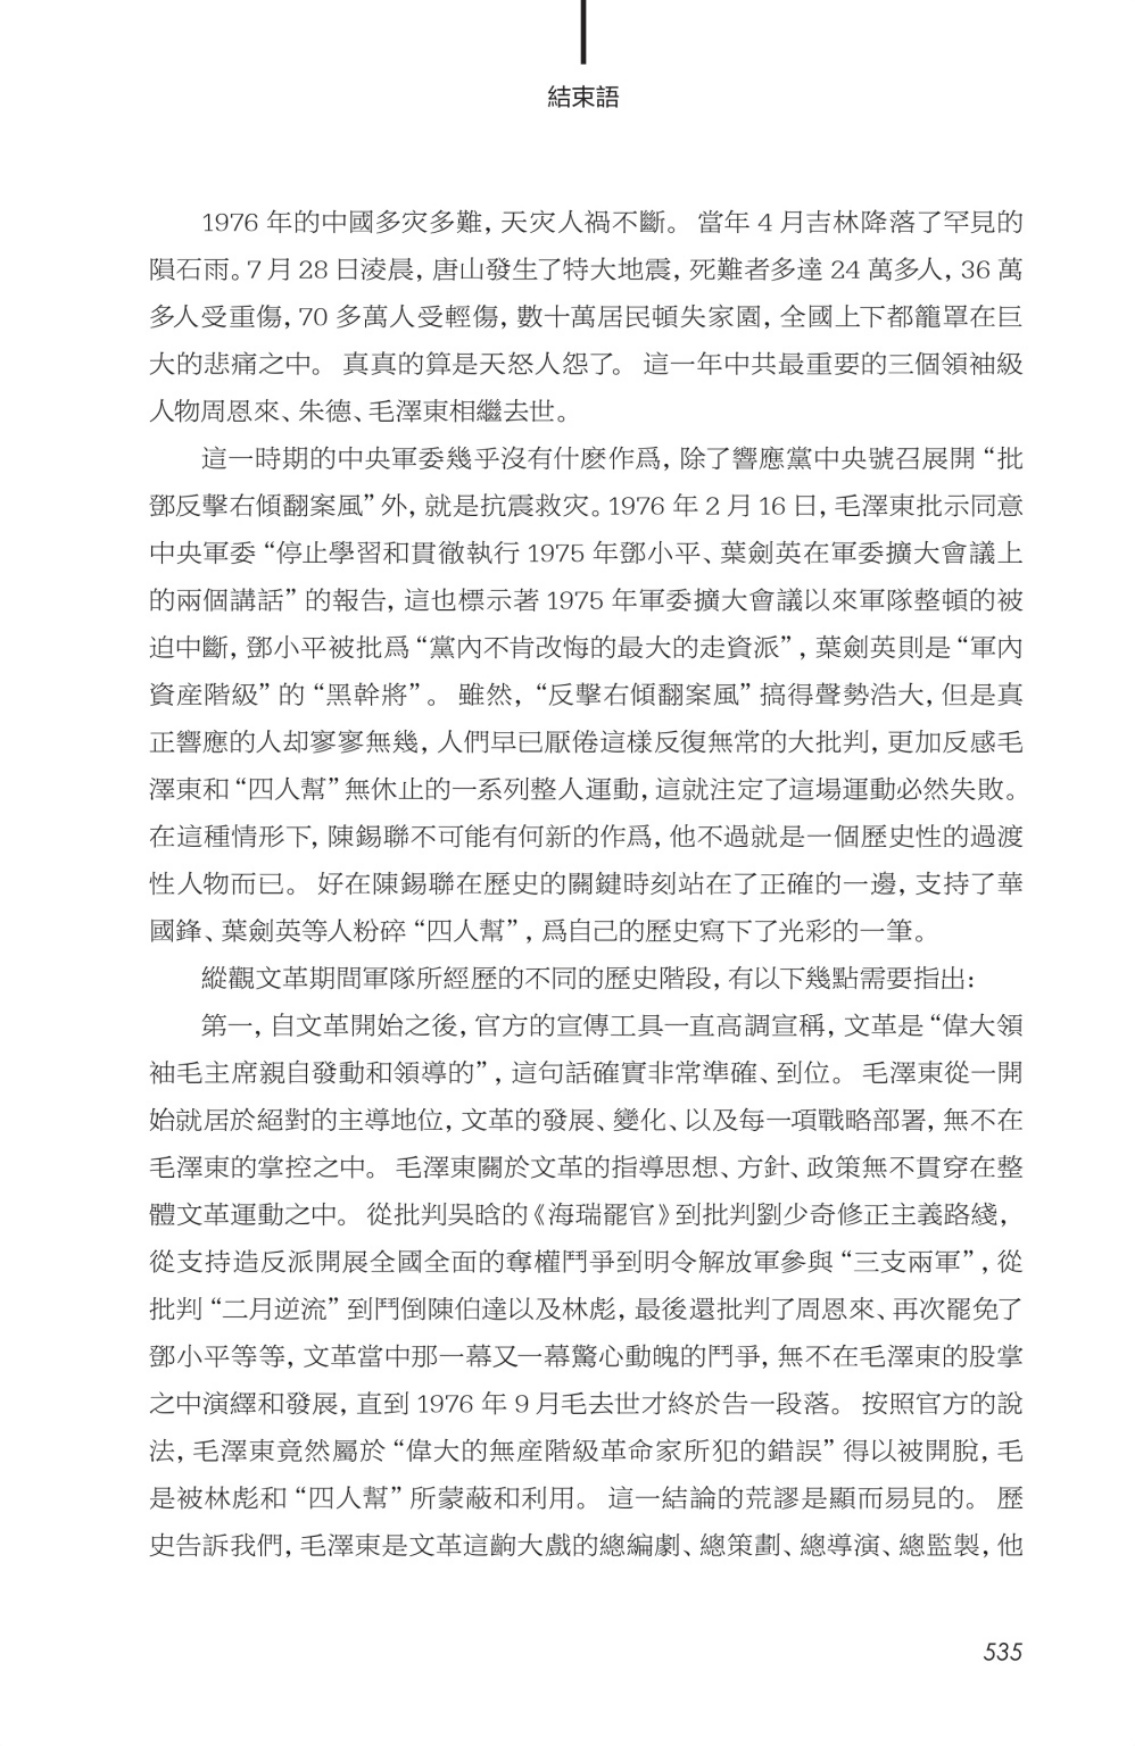 結束語
1976 年的中國多灾多難，天灾人禍不斷。 當年 4 月吉林降落了罕見的
隕石雨。7 月 28 日淩晨，唐山發生了特大地震，死難者多達 24 萬多人，36 萬
多人受重傷，70 多萬人受輕傷，數十萬居民頓失家園，全國上下都籠罩在巨
大的悲痛之中。 真真的算是天怒人怨了。 這一年中共最重要的三個領袖級
人物周恩來、朱德、毛澤東相繼去世。
這一時期的中央軍委幾乎沒有什麽作爲，除了響應黨中央號召展開“批
鄧反擊右傾翻案風”外，就是抗震救灾。1976 年 2 月 16 日，毛澤東批示同意
中央軍委“停止學習和貫徹執行 1975 年鄧小平、葉劍英在軍委擴大會議上
的兩個講話”的報告，這也標示著 1975 年軍委擴大會議以來軍隊整頓的被
迫中斷，鄧小平被批爲“黨內不肯改悔的最大的走資派”，葉劍英則是“軍內
資産階級”的“黑幹將”。 雖然，“反擊右傾翻案風”搞得聲勢浩大，但是真
正響應的人却寥寥無幾，人們早已厭倦這樣反復無常的大批判，更加反感毛
澤東和“四人幫”無休止的一系列整人運動，這就注定了這場運動必然失敗。
在這種情形下，陳錫聯不可能有何新的作爲，他不過就是一個歷史性的過渡
性人物而已。 好在陳錫聯在歷史的關鍵時刻站在了正確的一邊，支持了華
國鋒、葉劍英等人粉碎“四人幫”，爲自己的歷史寫下了光彩的一筆。
縱觀文革期間軍隊所經歷的不同的歷史階段，有以下幾點需要指出：
第一，自文革開始之後，官方的宣傳工具一直高調宣稱，文革是“偉大領
袖毛主席親自發動和領導的”，這句話確實非常準確、到位。 毛澤東從一開
始就居於絕對的主導地位，文革的發展、變化、以及每一項戰略部署，無不在
毛澤東的掌控之中。 毛澤東關於文革的指導思想、方針、政策無不貫穿在整
體文革運動之中。 從批判吳晗的《海瑞罷官》到批判劉少奇修正主義路綫，
從支持造反派開展全國全面的奪權鬥爭到明令解放軍參與“三支兩軍”，從
批判“二月逆流”到鬥倒陳伯達以及林彪，最後還批判了周恩來、再次罷免了
鄧小平等等，文革當中那一幕又一幕驚心動魄的鬥爭，無不在毛澤東的股掌
之中演繹和發展，直到 1976 年 9 月毛去世才終於告一段落。 按照官方的說
法，毛澤東竟然屬於“偉大的無産階級革命家所犯的錯誤”得以被開脫，毛
是被林彪和“四人幫”所蒙蔽和利用。 這一結論的荒謬是顯而易見的。 歷
史告訴我們，毛澤東是文革這齣大戲的總編劇、總策劃、總導演、總監製，他
535